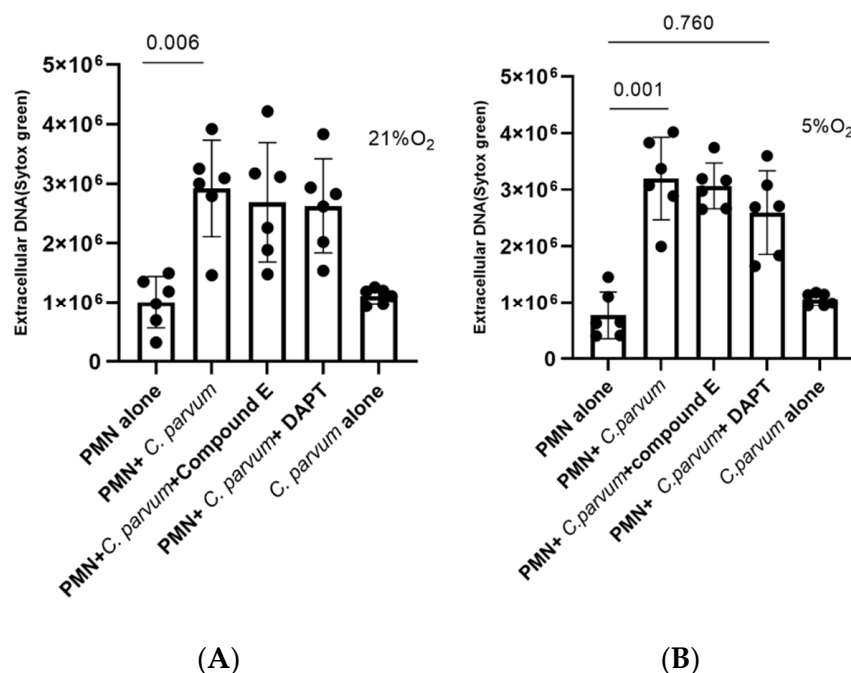 0.006
5×10⁶
4×10⁶
3×10⁶
2×10⁶
1×10⁶
0
Extracellular DNA(Sytox green)
21%O₂
PMN alone
PMN+ C. parvum
PMN+C. parvum+Compound E
PMN+ C. parvum+ DAPT
C. parvum alone
(A)
0.760
0.001
5×10⁶
4×10⁶
3×10⁶
2×10⁶
1×10⁶
0
Extracellular DNA(Sytox green)
5%O₂
PMN alone
PMN+ C.parvum
PMN+ C.parvum+compound E
PMN+ C.parvum+ DAPT
C.parvum alone
(B)